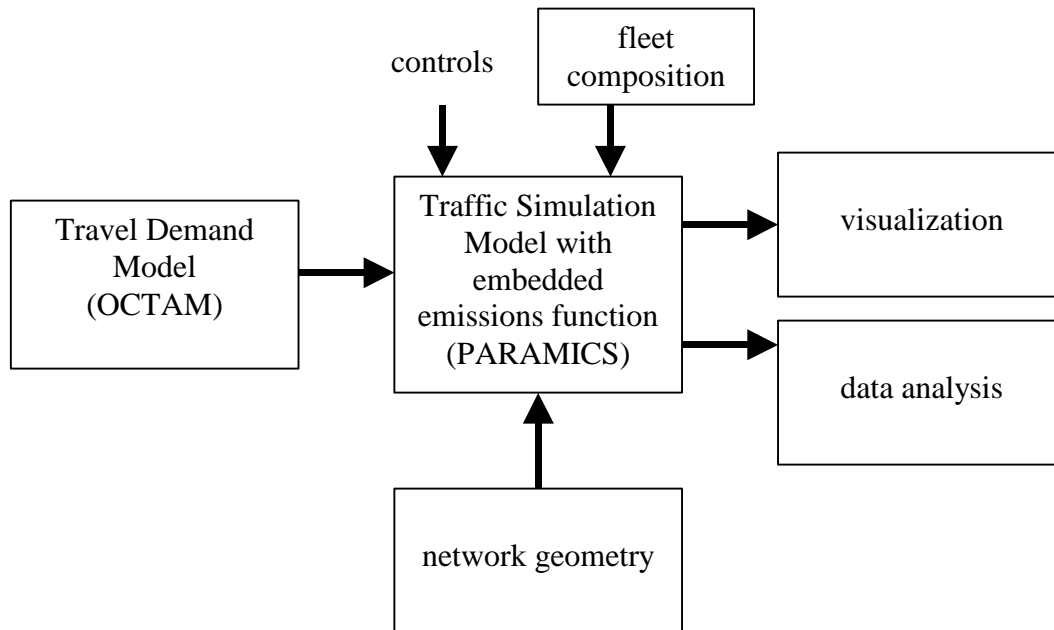 controls
fleet
composition
Travel Demand
Model
(OCTAM)
Traffic Simulation
Model with
embedded
emissions function
(PARAMICS)
visualization
data analysis
network geometry